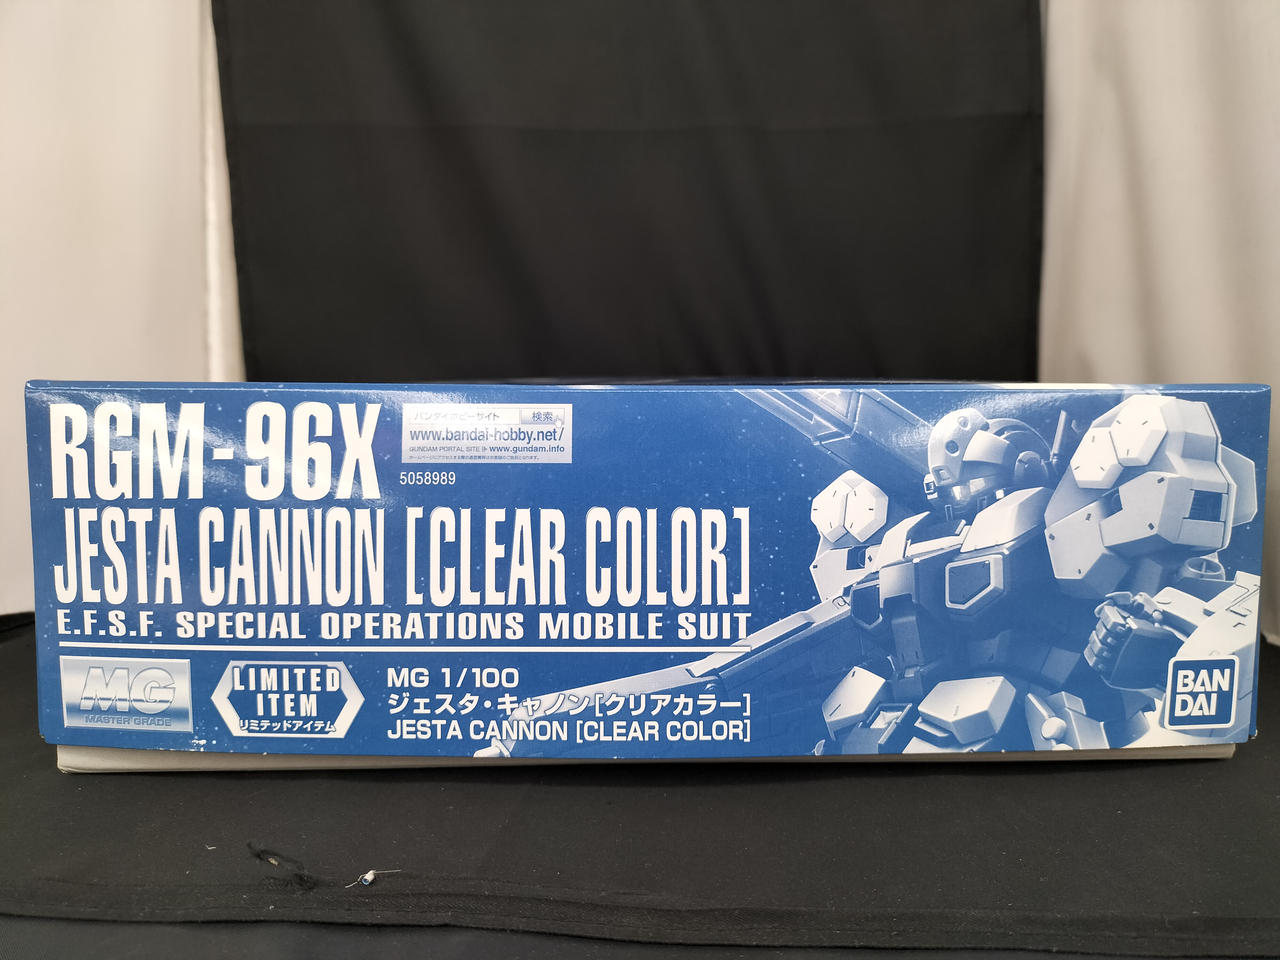 RGM-96X
バンダイホビーサイト 検索
www.bandai-hobby.net/
GUNDAM PORTAL SITE www.gundam.info
5058989
JESTA CANNON [CLEAR COLOR]
E.F.S.F. SPECIAL OPERATIONS MOBILE SUIT
MG
MASTER GRADE
LIMITED
ITEM
リミテッドアイテム
MG 1/100
ジェスタ・キャノン[クリアカラー]
JESTA CANNON [CLEAR COLOR]
BAN
DAI